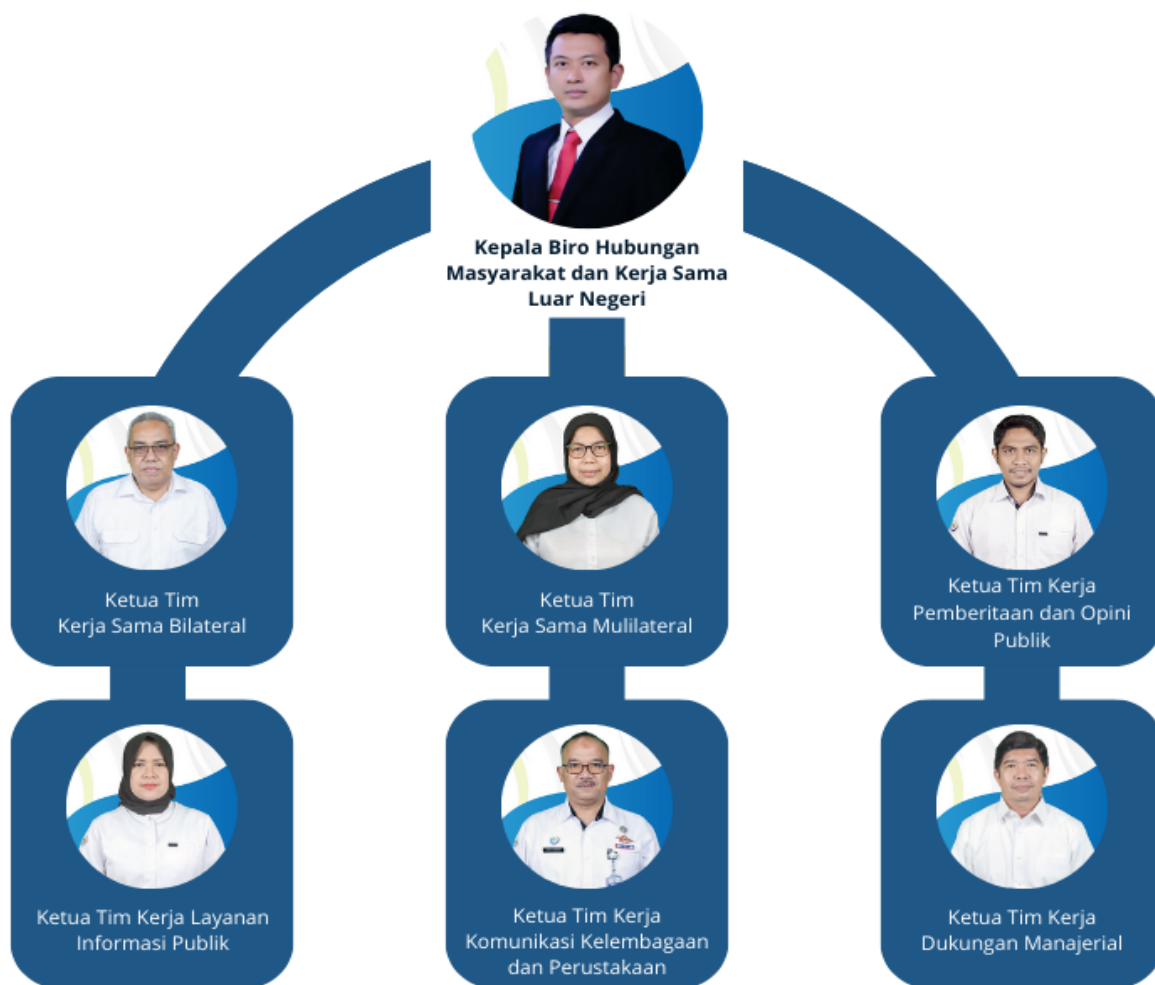 Kepala Biro Hubungan
Masyarakat dan Kerja Sama
Luar Negeri
Ketua Tim
Kerja Sama Bilateral
Ketua Tim
Kerja Sama Mulilateral
Ketua Tim Kerja
Pemberitaan dan Opini
Publik
Ketua Tim Kerja Layanan
Informasi Publik
Ketua Tim Kerja
Komunikasi Kelembagaan
dan Perustakaan
Ketua Tim Kerja
Dukungan Manajerial